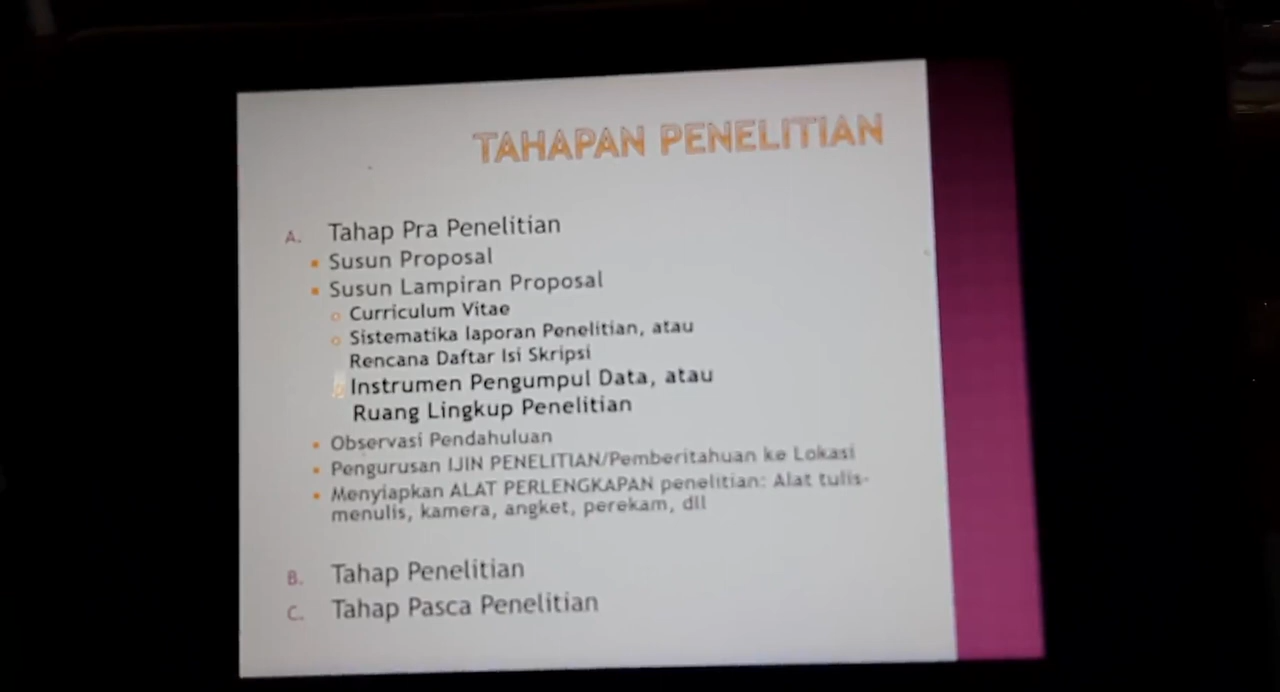 TAHAPAN PENELITIAN
A. Tahap Pra Penelitian
Susun Proposal
Susun Lampiran Proposal
Curriculum Vitae
Sistematika laporan Penelitian, atau
Rencana Daftar Isi Skripsi
Instrumen Pengumpul Data, atau
Ruang Lingkup Penelitian
Observasi Pendahuluan
Pengurusan IJIN PENELITIAN/Pemberitahuan ke Lokasi
Menyiapkan ALAT PERLENGKAPAN penelitian: Alat tulis-
menulis, kamera, angket, perekam, dll
B. Tahap Penelitian
C. Tahap Pasca Penelitian